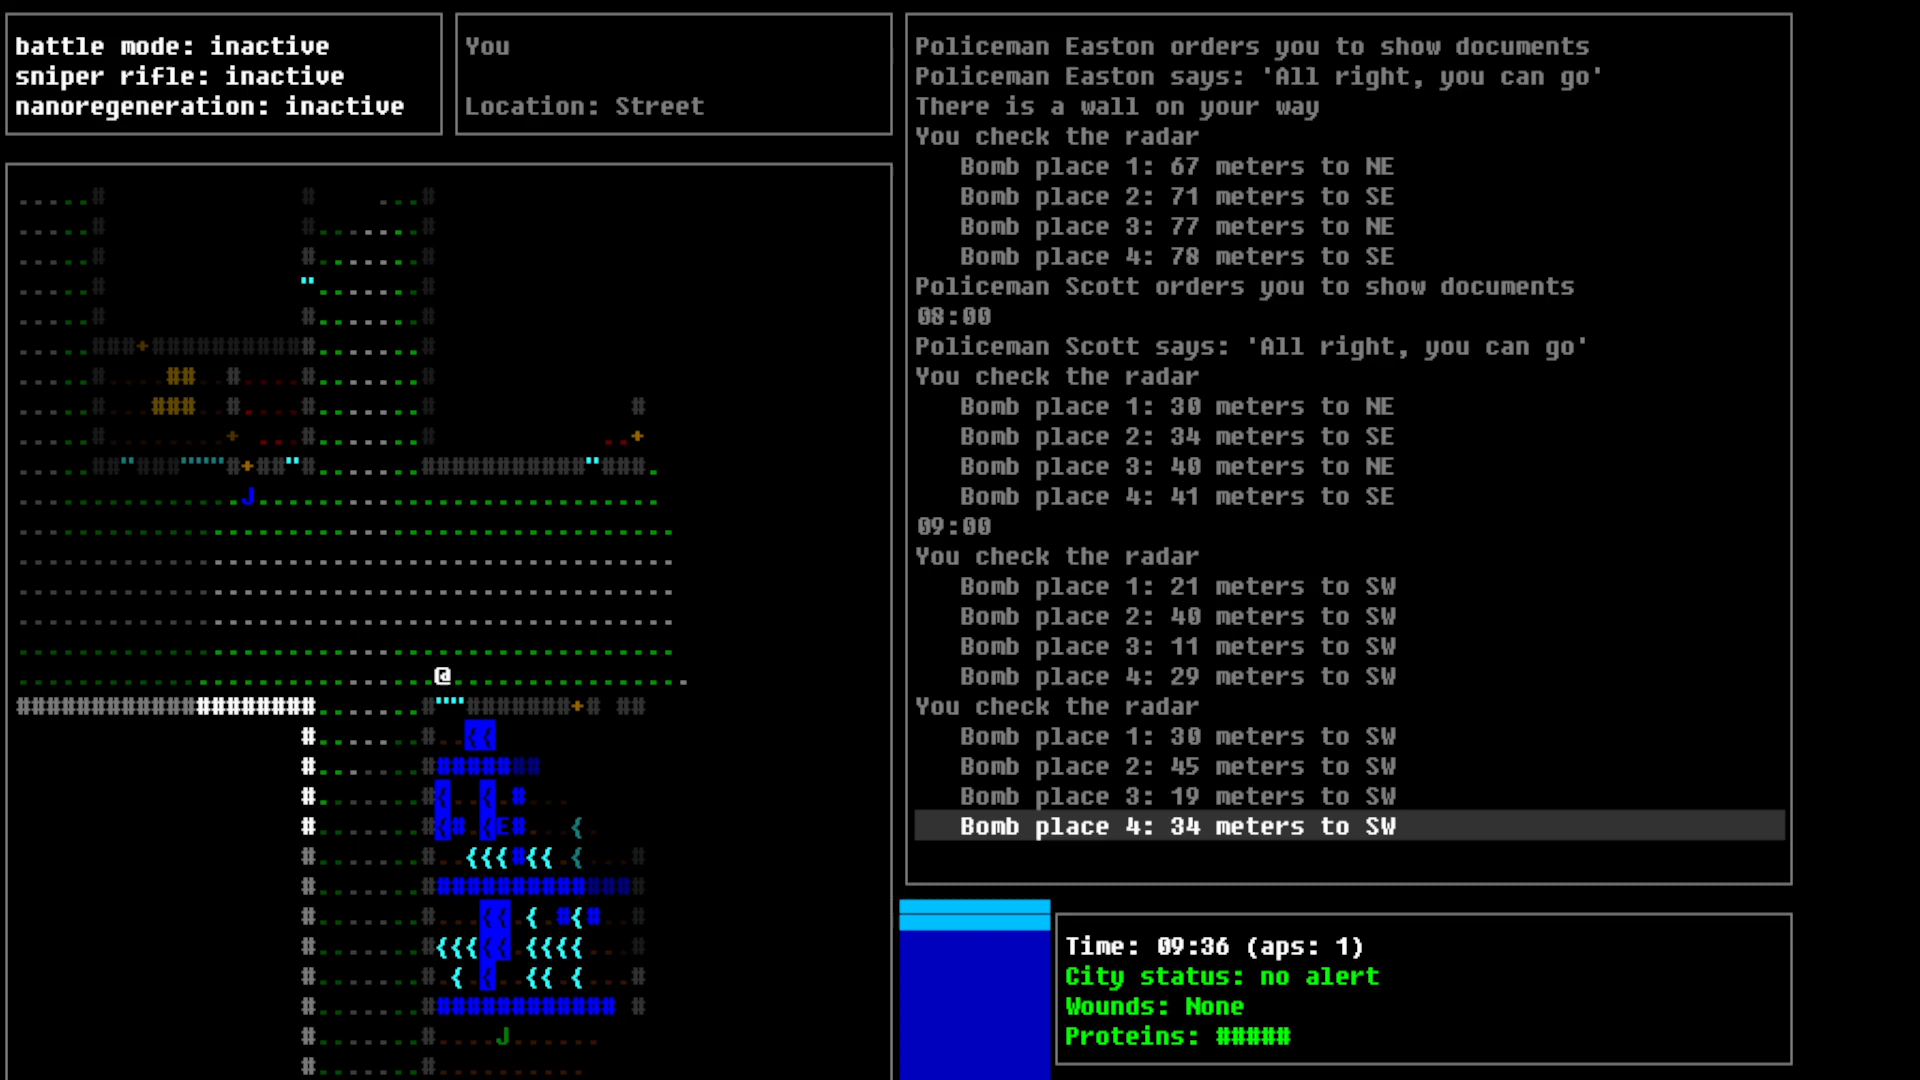 battle mode: inactive
sniper rifle: inactive
nanoregeneration: inactive
You
Location: Street
Policeman Easton orders you to show documents
Policeman Easton says: 'All right, you can go'
There is a wall on your way
You check the radar
Bomb place 1: 67 meters to NE
Bomb place 2: 71 meters to SE
Bomb place 3: 77 meters to NE
Bomb place 4: 78 meters to SE
Policeman Scott orders you to show documents
08:00
Policeman Scott says: 'All right, you can go'
You check the radar
Bomb place 1: 30 meters to NE
Bomb place 2: 34 meters to SE
Bomb place 3: 40 meters to NE
Bomb place 4: 41 meters to SE
09:00
You check the radar
Bomb place 1: 21 meters to SW
Bomb place 2: 40 meters to SW
Bomb place 3: 11 meters to SW
Bomb place 4: 29 meters to SW
You check the radar
Bomb place 1: 30 meters to SW
Bomb place 2: 45 meters to SW
Bomb place 3: 19 meters to SW
Bomb place 4: 34 meters to SW
Time: 09:36 (aps: 1)
City status: no alert
Wounds: None
Proteins: #####